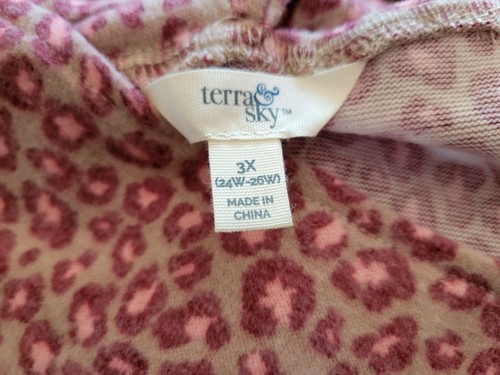 terra&
sky™
3X
(24W-26W)
MADE IN
CHINA